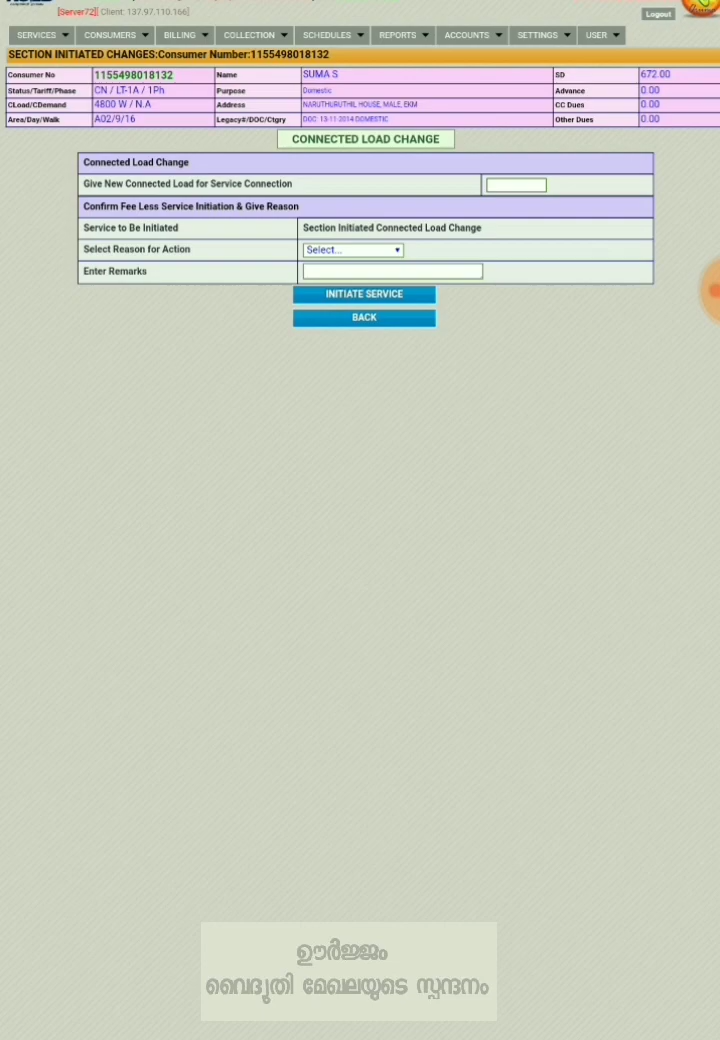 [Server72][ Client: 137.97.110.166]
Logout
SERVICES CONSUMERS BILLING COLLECTION SCHEDULES REPORTS ACCOUNTS SETTINGS USER
SECTION INITIATED CHANGES:Consumer Number:1155498018132
Consumer No 1155498018132 Name SUMA S SD 672.00
Status/Tariff/Phase CN / LT-1A / 1Ph Purpose Domestic Advance 0.00
CLoad/CDemand 4800 W / N.A Address NARUTHURUTHIL HOUSE, MALE, EKM CC Dues 0.00
Area/Day/Walk A02/9/16 Legacy#/DOC/Ctgry DOC: 13-11-2014 DOMESTIC Other Dues 0.00
CONNECTED LOAD CHANGE
Connected Load Change
Give New Connected Load for Service Connection
Confirm Fee Less Service Initiation & Give Reason
Service to Be Initiated Section Initiated Connected Load Change
Select Reason for Action Select...
Enter Remarks
INITIATE SERVICE
BACK
ഊർജ്ജം
വൈദ്യുതി മേഖലയുടെ സ്പന്ദനം